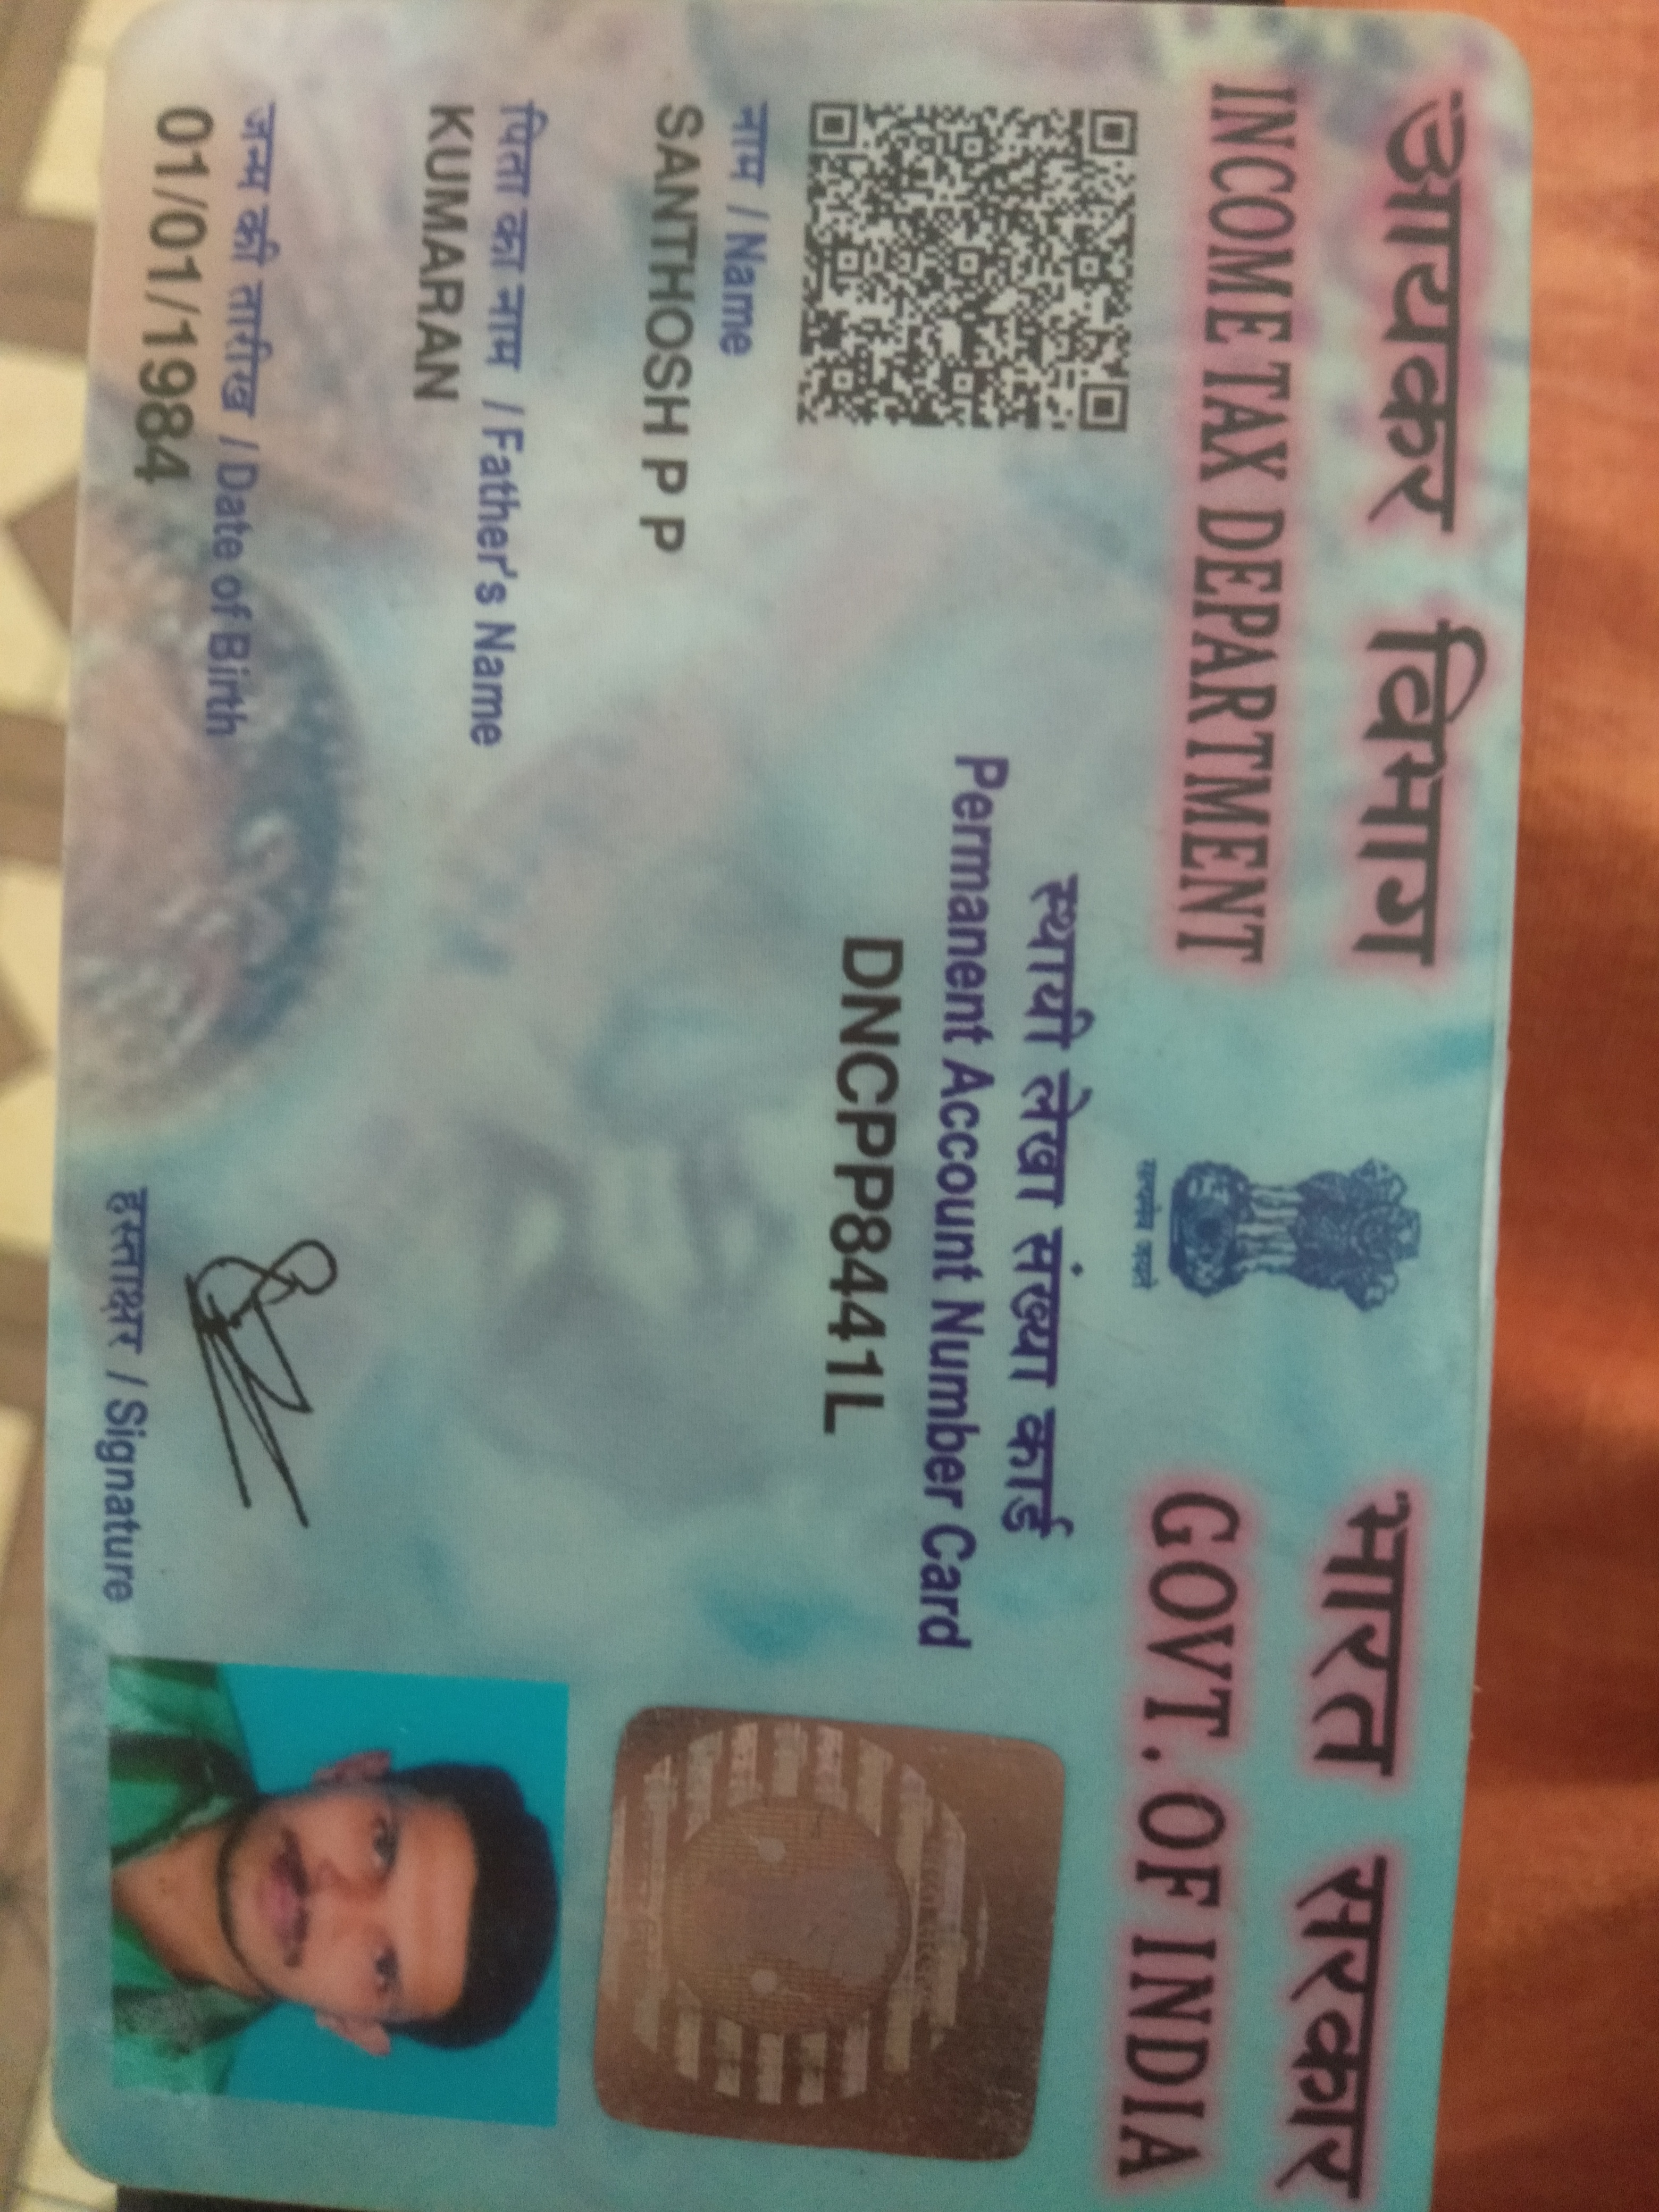 आयकर विभाग
INCOME TAX DEPARTMENT
सत्यमेव जयते
भारत सरकार
GOVT. OF INDIA
स्थायी लेखा संख्या कार्ड
Permanent Account Number Card
DNCPP8441L
नाम / Name
SANTHOSH P P
पिता का नाम / Father's Name
KUMARAN
जन्म की तारीख / Date of Birth
01/01/1984
हस्ताक्षर / Signature